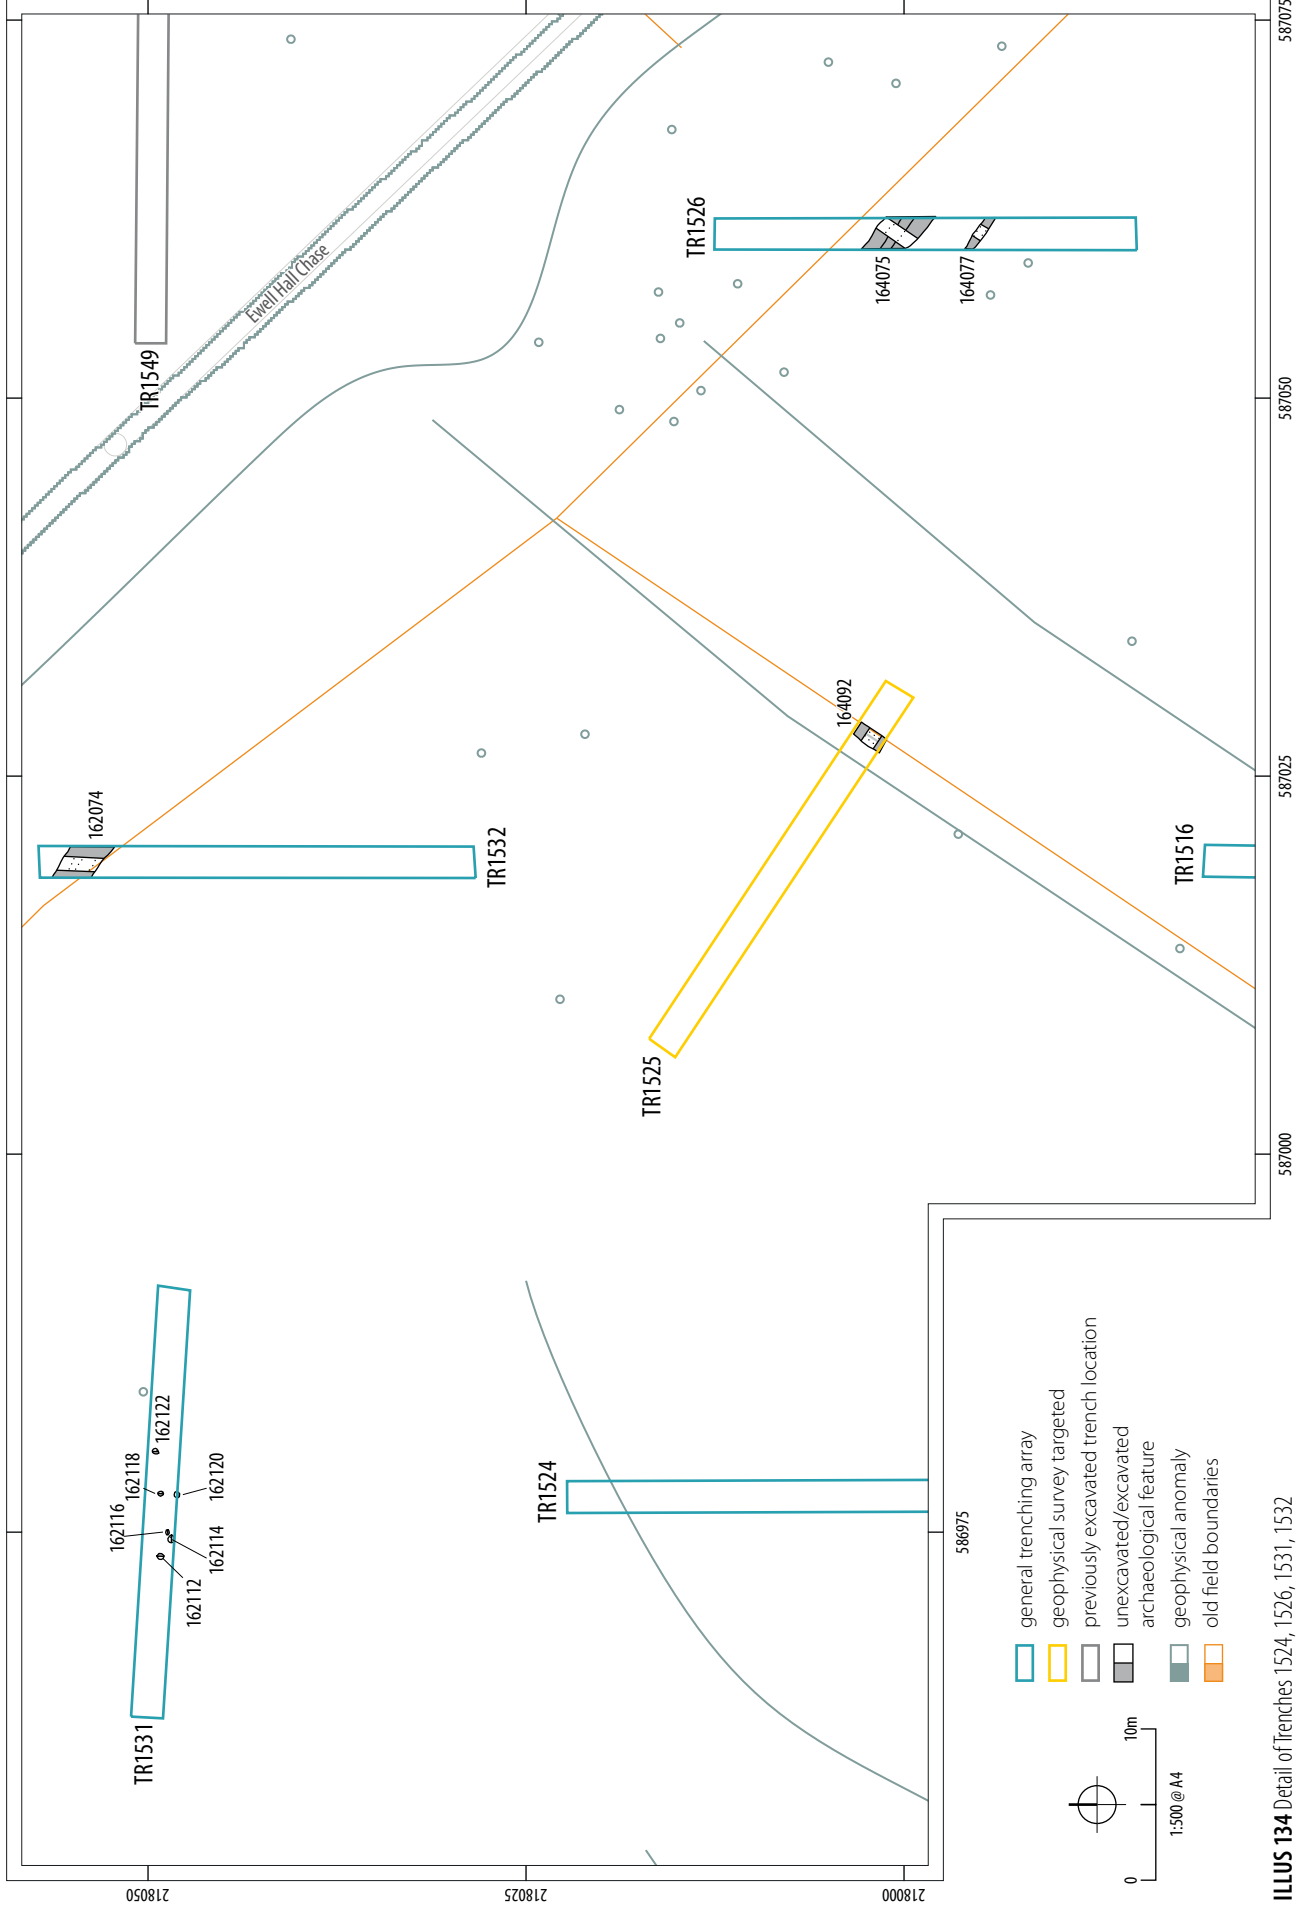 TR1549
Ewell Hall Chase
TR1526
164075
164077
162074
TR1532
164092
TR1525
TR1516
TR1531
162112
162114
162116
162118
162120
162122
TR1524
218050
218025
218000
586975
587000
587025
587050
587075
general trenching array
geophysical survey targeted
previously excavated trench location
unexcavated/excavated
archaeological feature
geophysical anomaly
old field boundaries
0
10m
1:500 @ A4
ILLUS 134 Detail of Trenches 1524, 1526, 1531, 1532